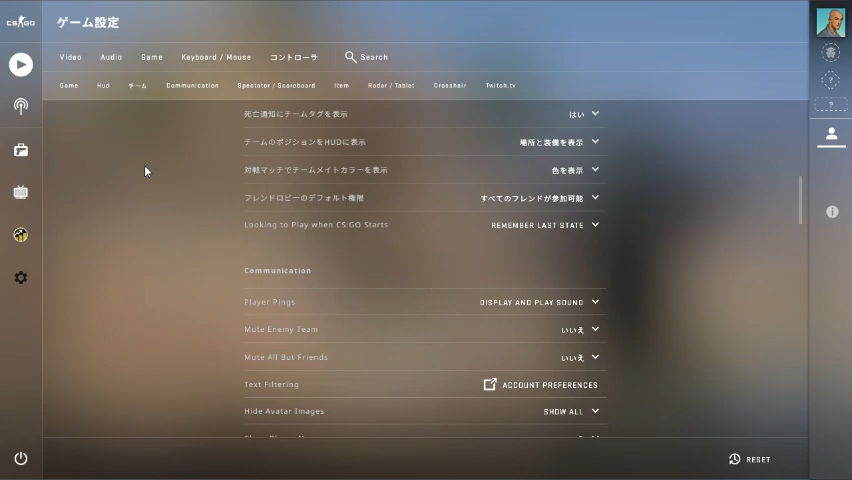 CS:GO
ゲーム設定
Video Audio Game Keyboard / Mouse コントローラ Search
Game Hud チーム Communication Spectator / Scoreboard Item Radar / Tablet Crosshair Twitch.tv
死亡通知にチームタグを表示 はい
チームのポジションをHUDに表示 場所と装備を表示
対戦マッチでチームメイトカラーを表示 色を表示
フレンドロビーのデフォルト権限 すべてのフレンドが参加可能
Looking to Play when CS:GO Starts REMEMBER LAST STATE
Communication
Player Pings DISPLAY AND PLAY SOUND
Mute Enemy Team いいえ
Mute All But Friends いいえ
Text Filtering ACCOUNT PREFERENCES
Hide Avatar Images SHOW ALL
RESET